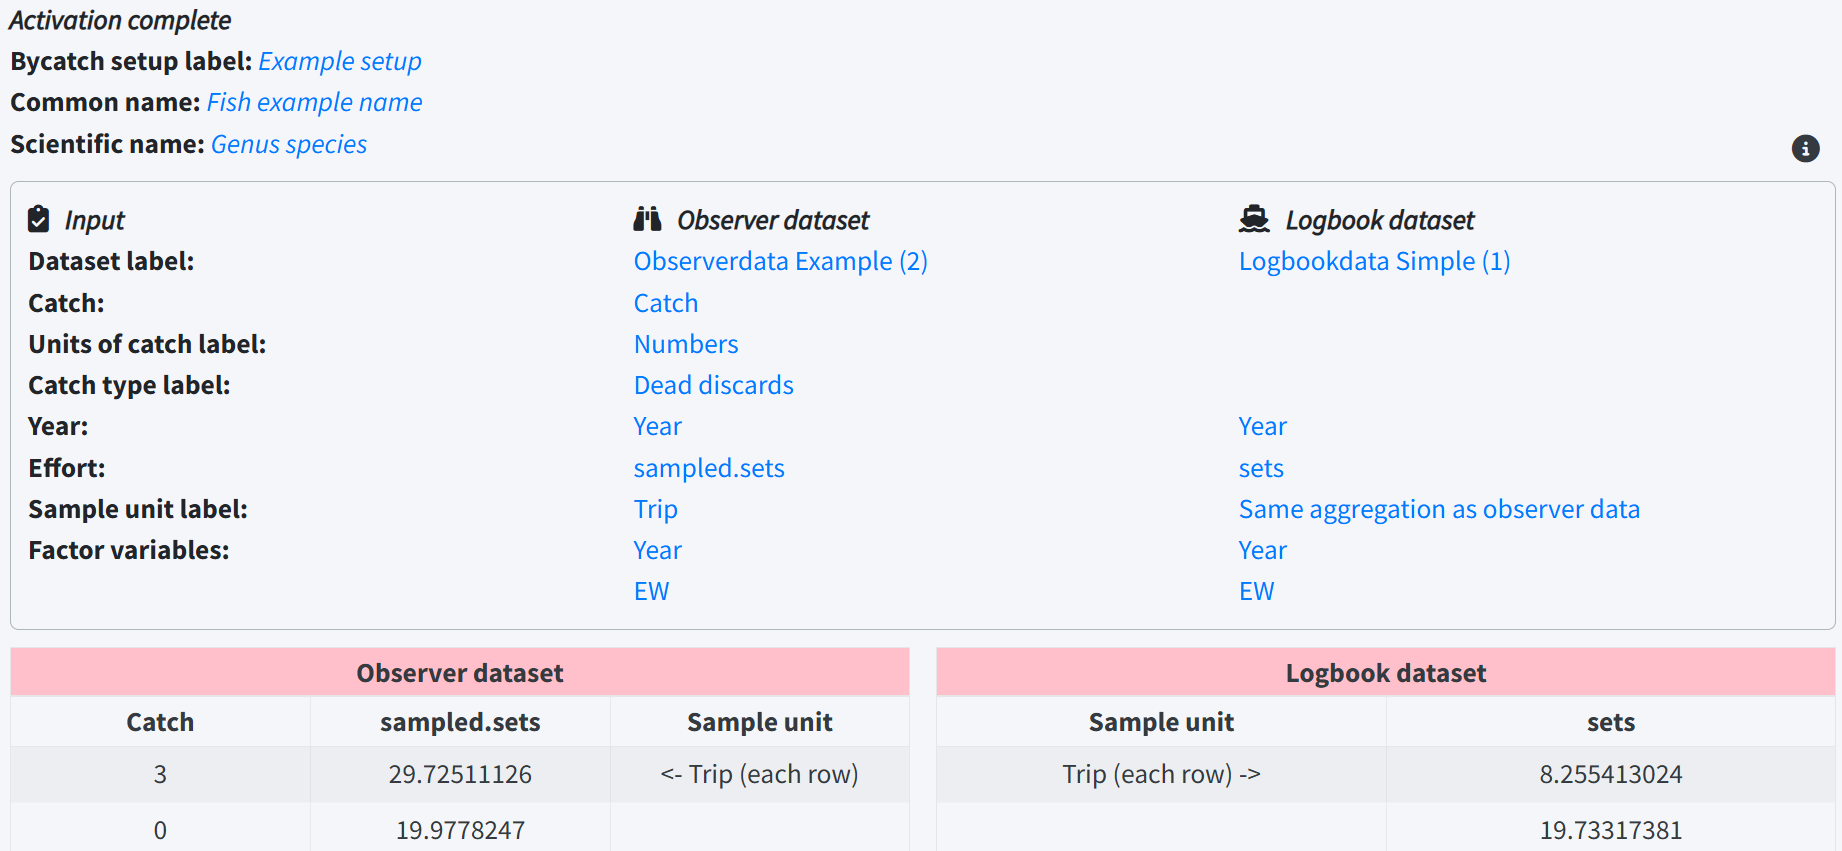 Activation complete
Bycatch setup label: Example setup
Common name: Fish example name
Scientific name: Genus species
Input Observer dataset Logbook dataset
Dataset label: Observerdata Example (2) Logbookdata Simple (1)
Catch: Catch
Units of catch label: Numbers
Catch type label: Dead discards
Year: Year Year
Effort: sampled.sets sets
Sample unit label: Trip Same aggregation as observer data
Factor variables: Year Year
EW EW
Observer dataset Logbook dataset
Catch sampled.sets Sample unit Sample unit sets
3 29.72511126 <- Trip (each row) Trip (each row) -> 8.255413024
0 19.9778247 19.73317381